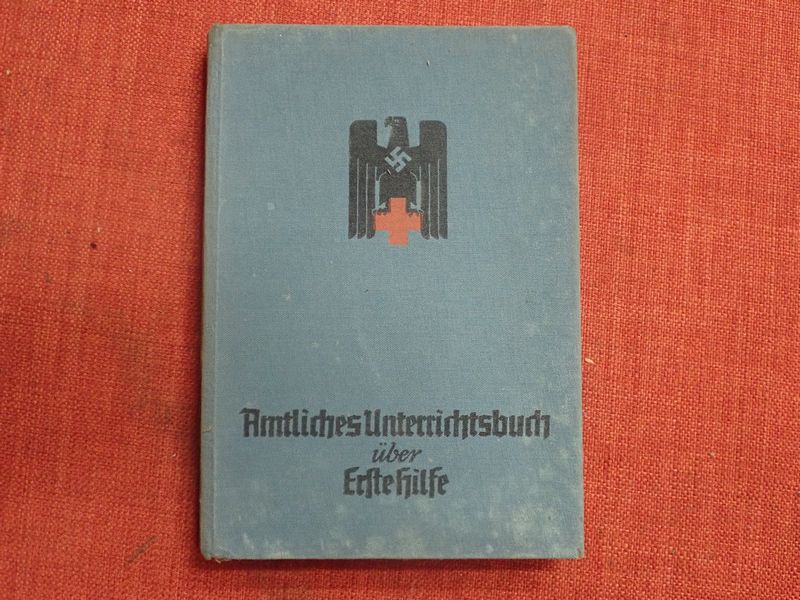 Amtliches Unterrichtsbuch
über
Erste Hilfe